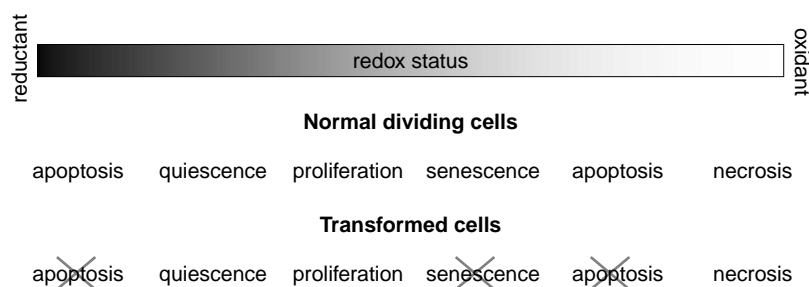 reductant
redox status
oxidant
Normal dividing cells
apoptosis quiescence proliferation senescence apoptosis necrosis
Transformed cells
apoptosis quiescence proliferation senescence apoptosis necrosis